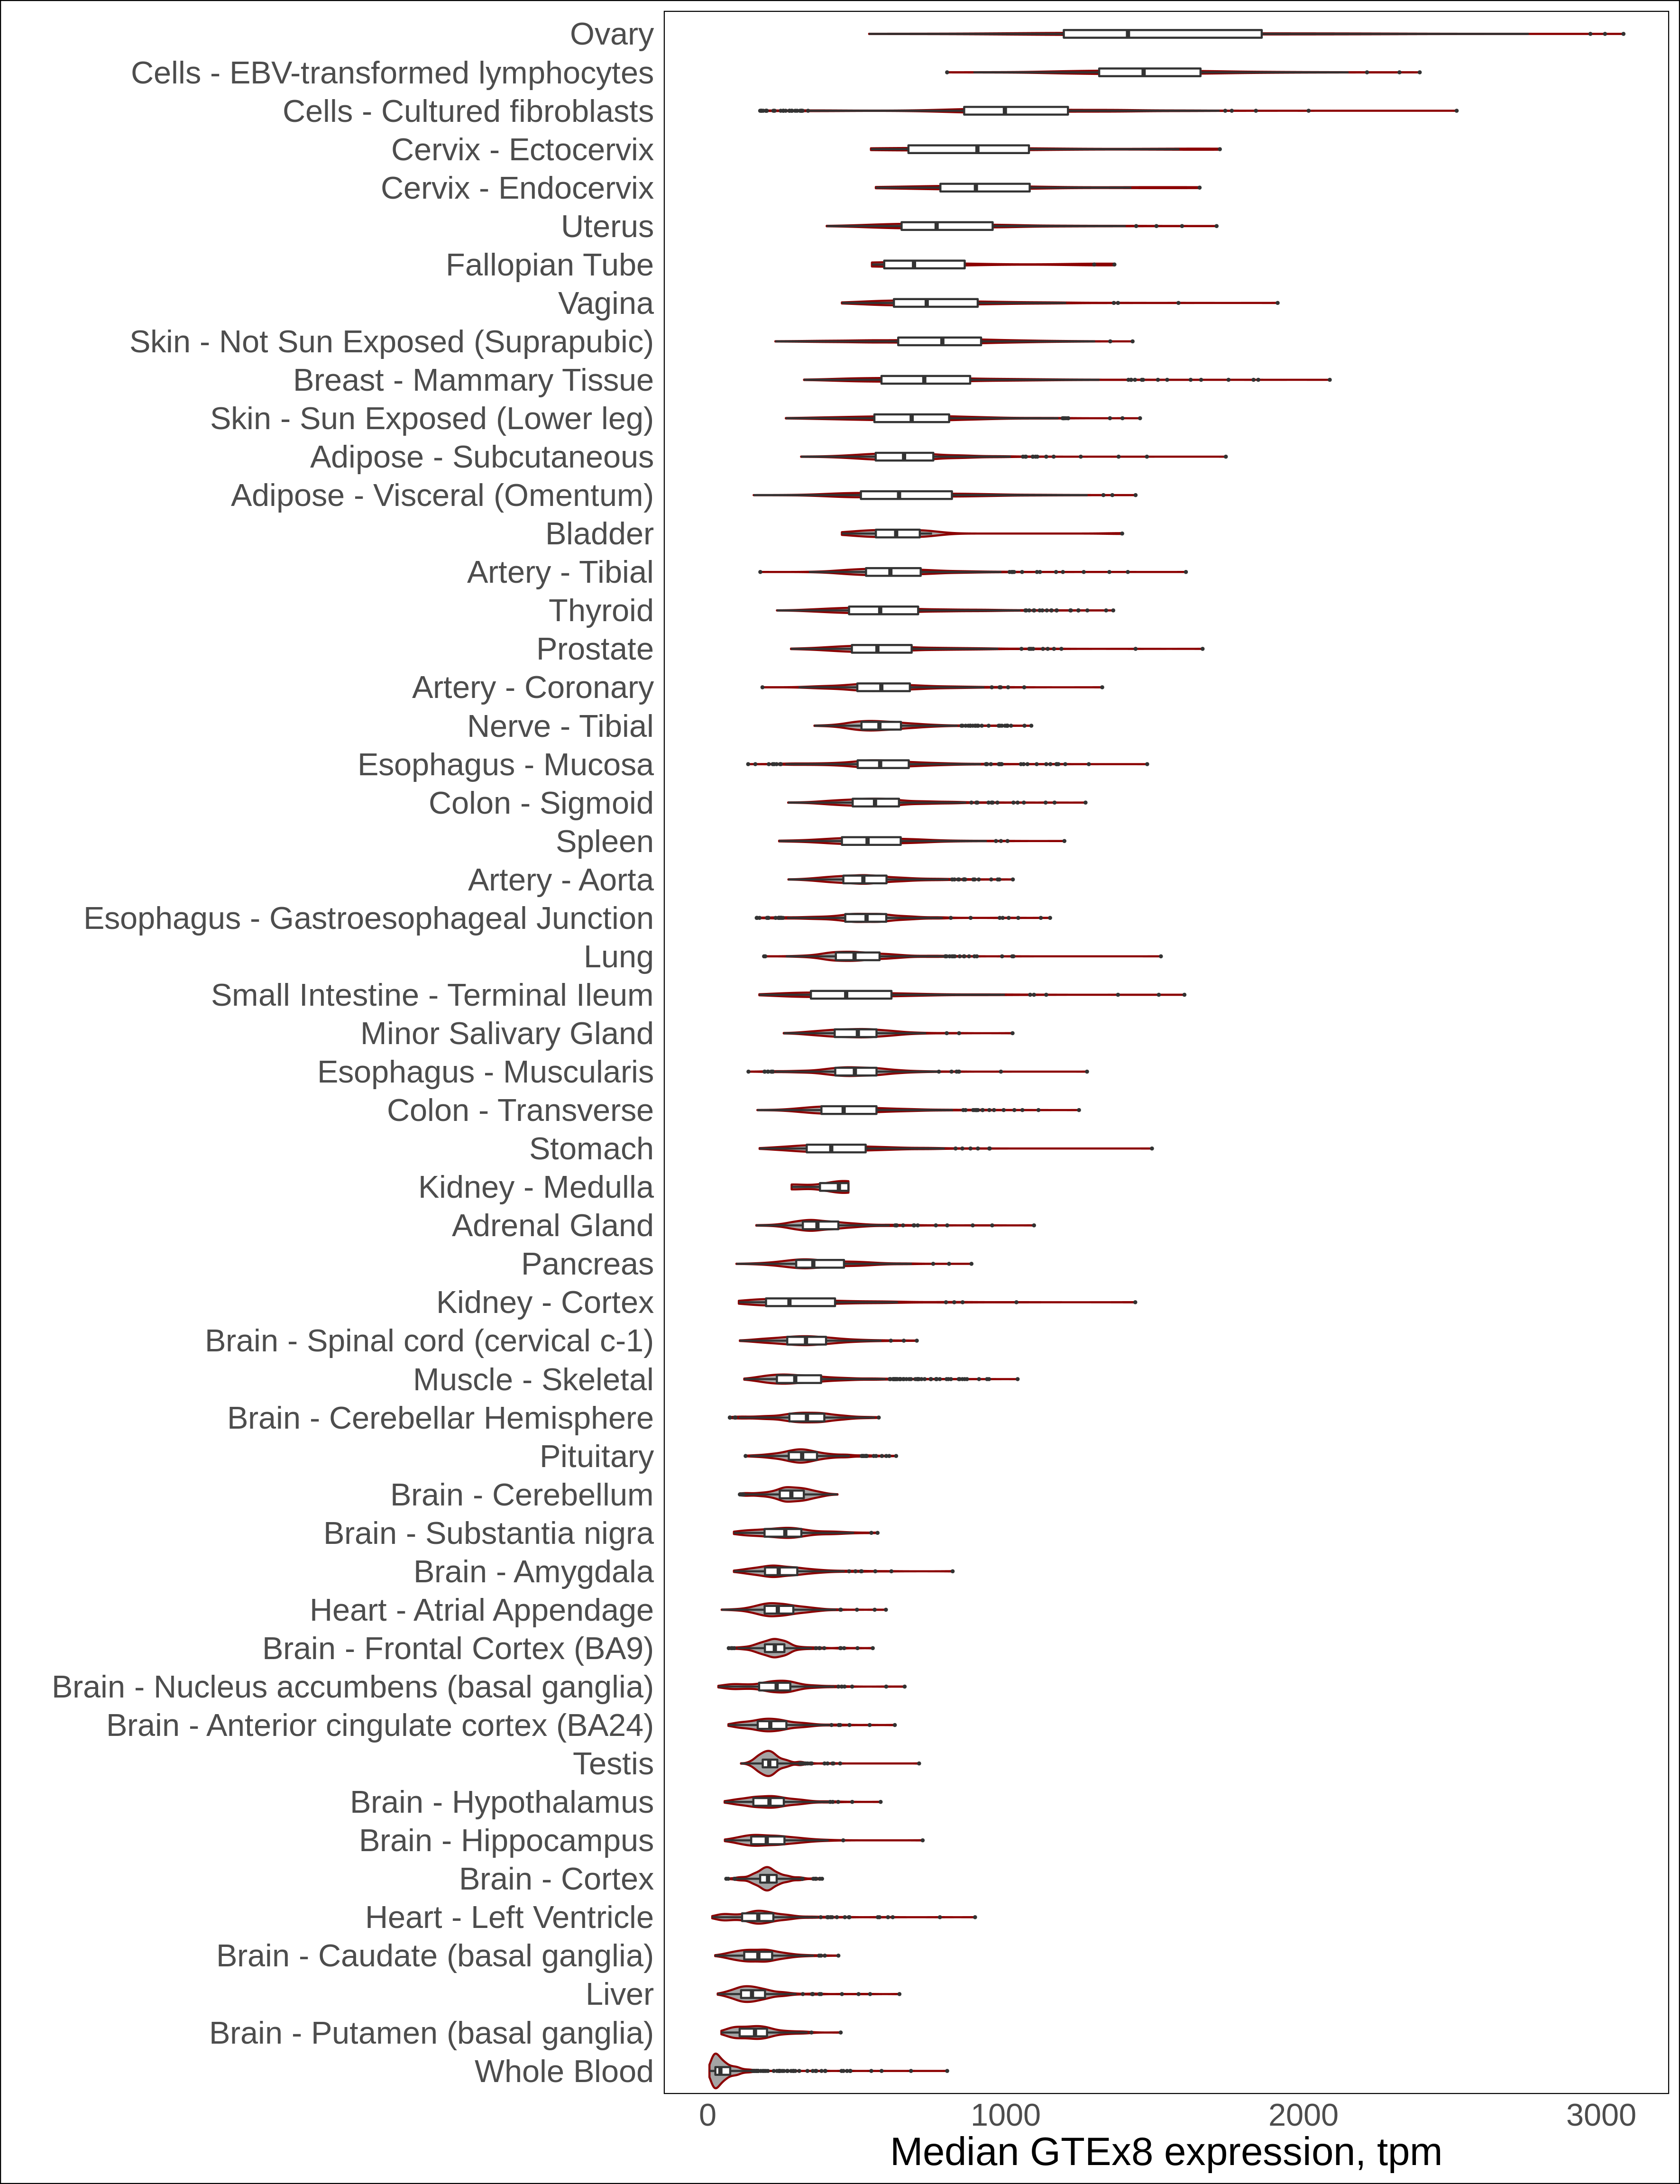 Ovary
Cells - EBV-transformed lymphocytes
Cells - Cultured fibroblasts
Cervix - Ectocervix
Cervix - Endocervix
Uterus
Fallopian Tube
Vagina
Skin - Not Sun Exposed (Suprapubic)
Breast - Mammary Tissue
Skin - Sun Exposed (Lower leg)
Adipose - Subcutaneous
Adipose - Visceral (Omentum)
Bladder
Artery - Tibial
Thyroid
Prostate
Artery - Coronary
Nerve - Tibial
Esophagus - Mucosa
Colon - Sigmoid
Spleen
Artery - Aorta
Esophagus - Gastroesophageal Junction
Lung
Small Intestine - Terminal Ileum
Minor Salivary Gland
Esophagus - Muscularis
Colon - Transverse
Stomach
Kidney - Medulla
Adrenal Gland
Pancreas
Kidney - Cortex
Brain - Spinal cord (cervical c-1)
Muscle - Skeletal
Brain - Cerebellar Hemisphere
Pituitary
Brain - Cerebellum
Brain - Substantia nigra
Brain - Amygdala
Heart - Atrial Appendage
Brain - Frontal Cortex (BA9)
Brain - Nucleus accumbens (basal ganglia)
Brain - Anterior cingulate cortex (BA24)
Testis
Brain - Hypothalamus
Brain - Hippocampus
Brain - Cortex
Heart - Left Ventricle
Brain - Caudate (basal ganglia)
Liver
Brain - Putamen (basal ganglia)
Whole Blood
0 1000 2000 3000
Median GTEx8 expression, tpm